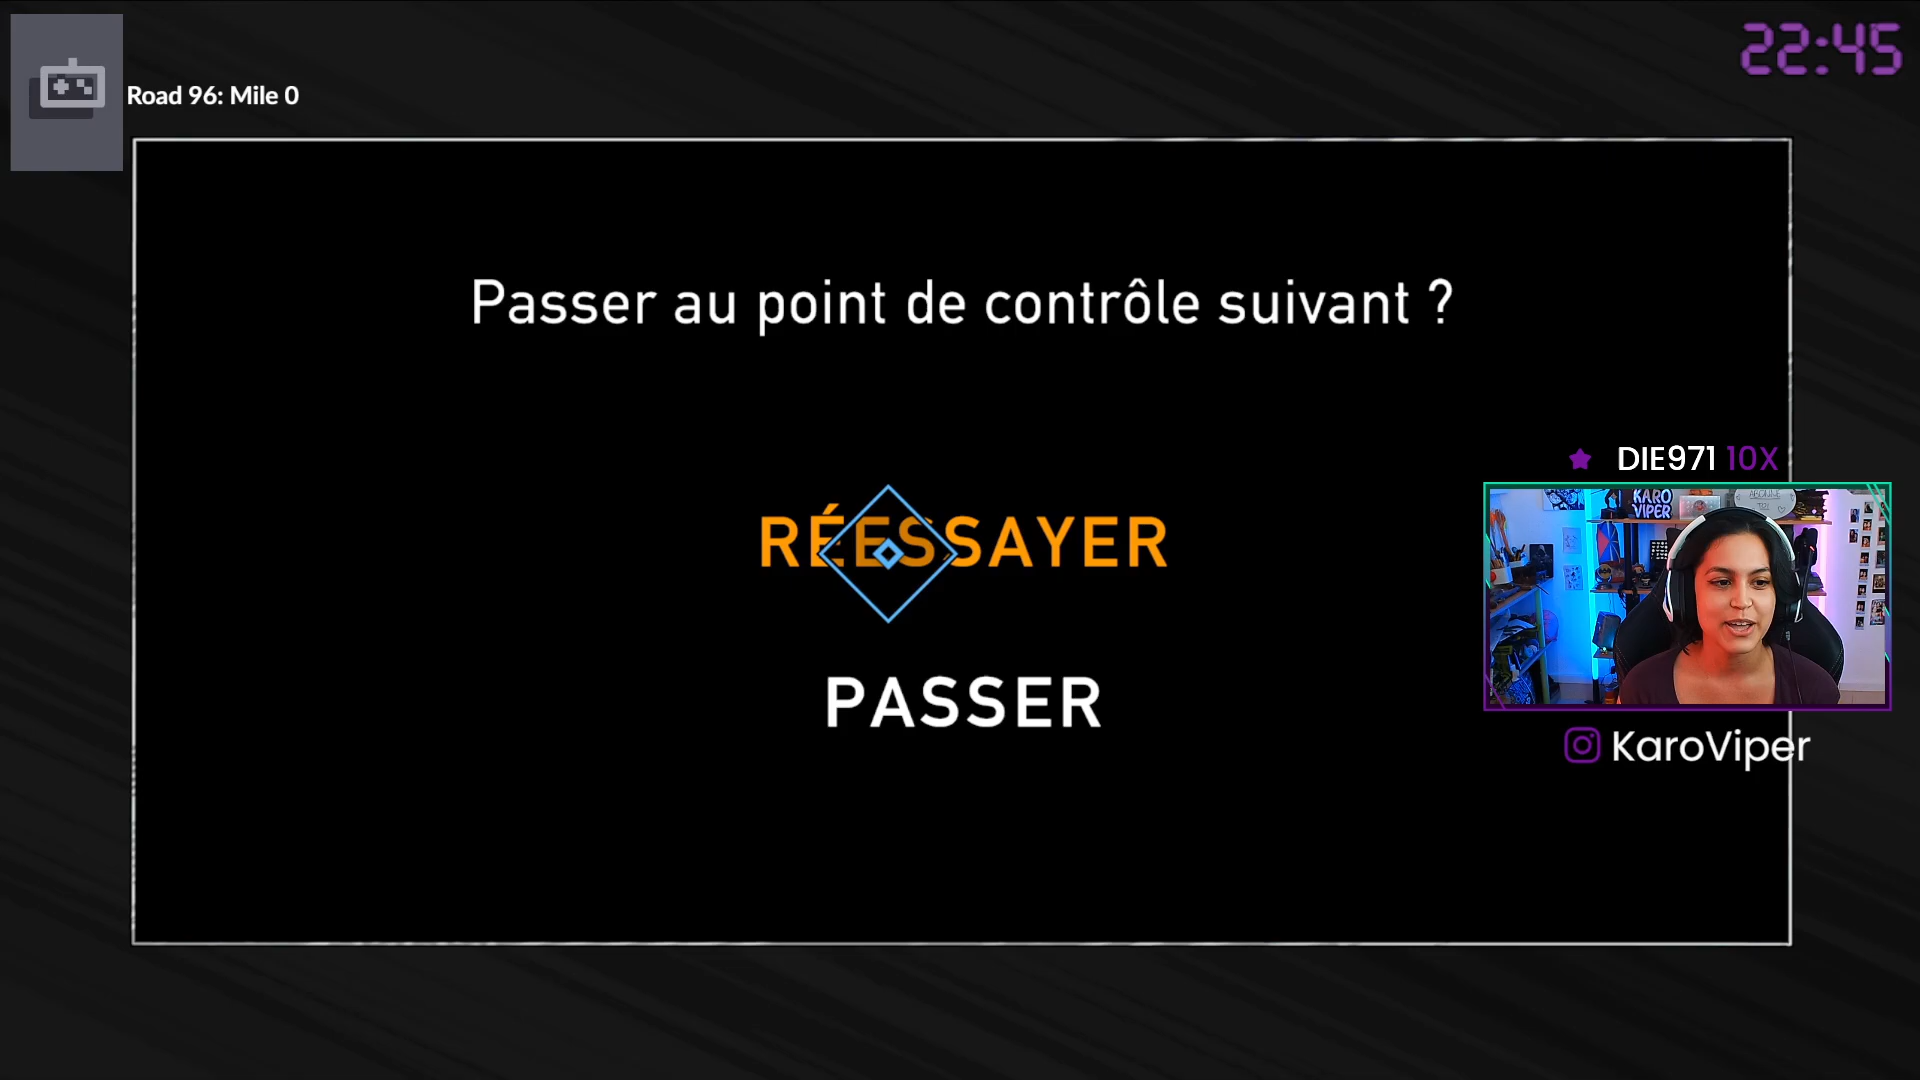 22:45
Road 96: Mile 0
Passer au point de contrôle suivant ?
RÉESSAYER
PASSER
DIE971 10X
KARO
VIPER
KaroViper